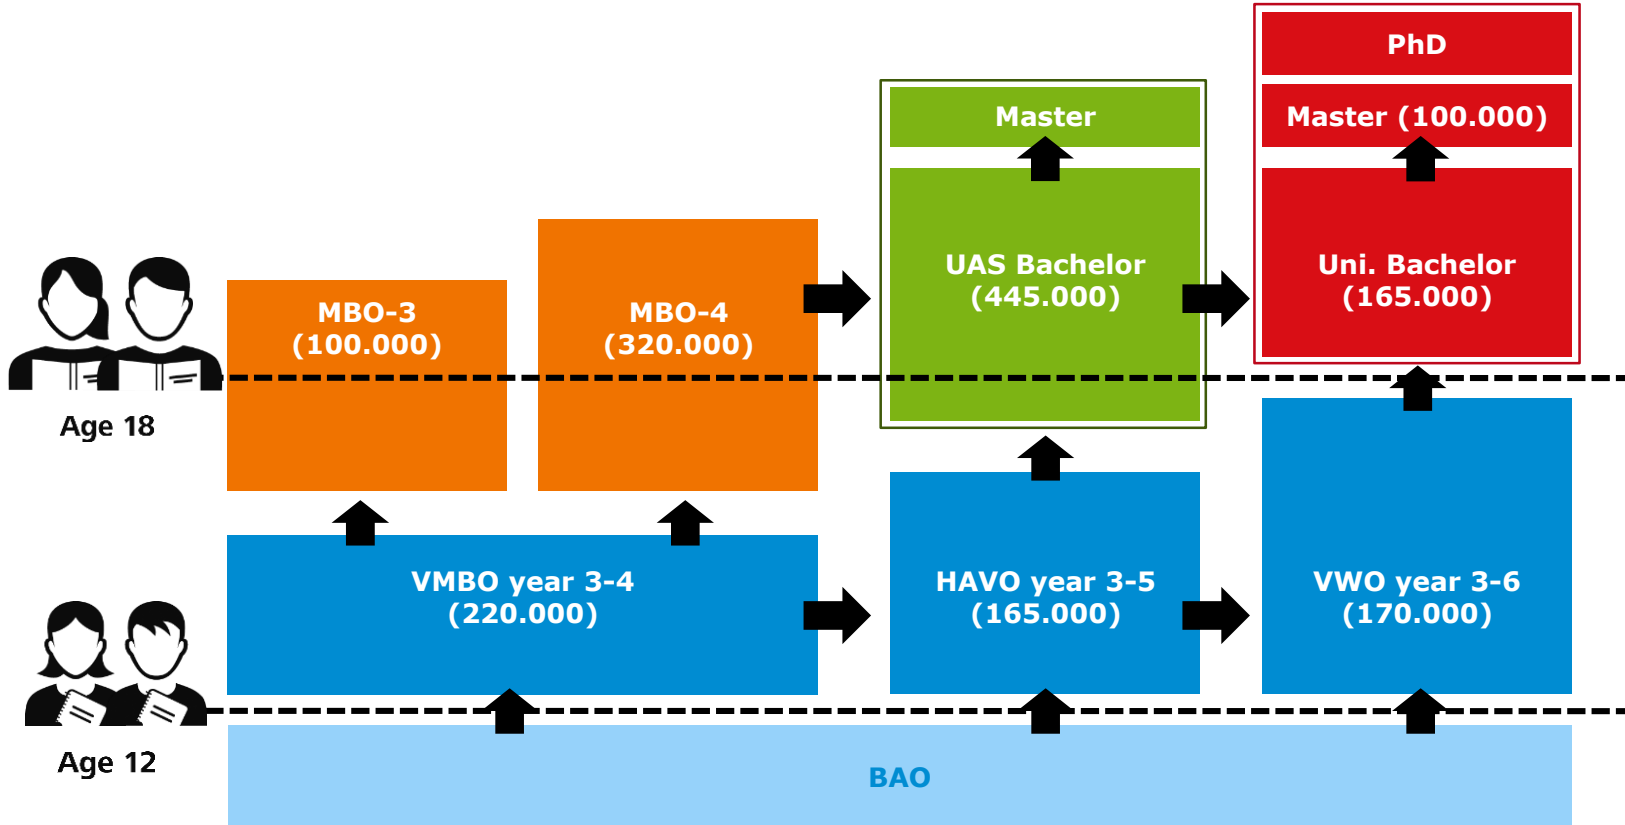 PhD
Master
Master (100.000)
UAS Bachelor
(445.000)
Uni. Bachelor
(165.000)
MBO-3
(100.000)
MBO-4
(320.000)
Age 18
VMBO year 3-4
(220.000)
HAVO year 3-5
(165.000)
VWO year 3-6
(170.000)
Age 12
BAO